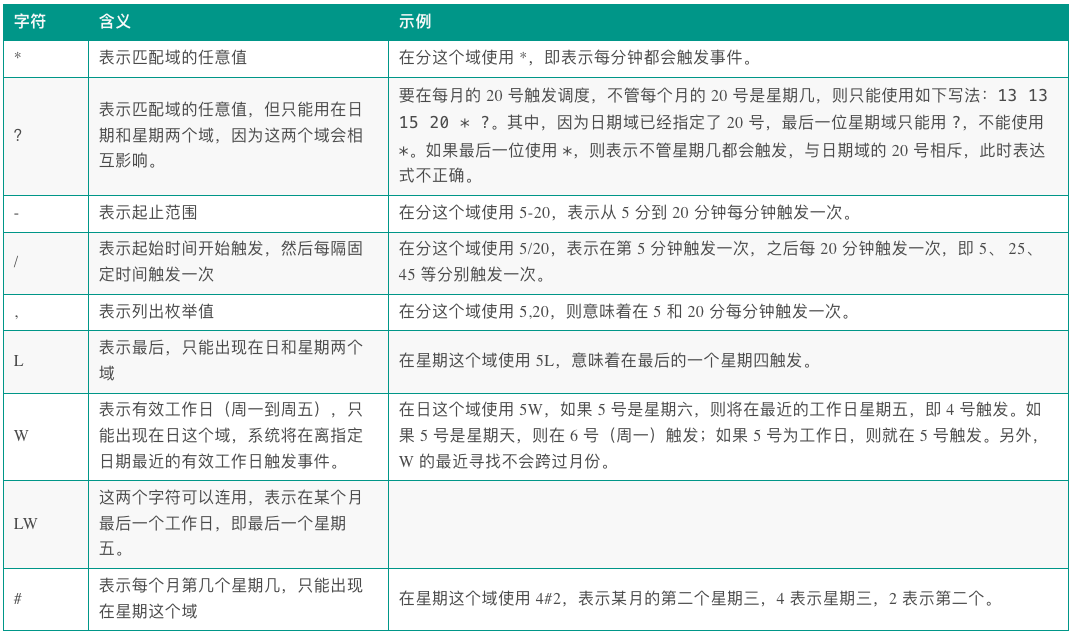 字符 含义 示例
* 表示匹配域的任意值 在分这个域使用 *，即表示每分钟都会触发事件。
?
表示匹配域的任意值，但只能用在日
期和星期两个域，因为这两个域会相
互影响。
要在每月的 20 号触发调度，不管每个月的 20 号是星期几，则只能使用如下写法：13 13
15 20 * ?。其中，因为日期域已经指定了 20 号，最后一位星期域只能用 ?，不能使用
*。如果最后一位使用 *，则表示不管星期几都会触发，与日期域的 20 号相斥，此时表达
式不正确。
- 表示起止范围 在分这个域使用 5-20，表示从 5 分到 20 分钟每分钟触发一次。
/
表示起始时间开始触发，然后每隔固
定时间触发一次
在分这个域使用 5/20，表示在第 5 分钟触发一次，之后每 20 分钟触发一次，即 5、 25、
45 等分别触发一次。
, 表示列出枚举值 在分这个域使用 5,20，则意味着在 5 和 20 分每分钟触发一次。
L
表示最后，只能出现在日和星期两个
域
在星期这个域使用 5L，意味着在最后的一个星期四触发。
W
表示有效工作日（周一到周五），只
能出现在日这个域，系统将在离指定
日期最近的有效工作日触发事件。
在日这个域使用 5W，如果 5 号是星期六，则将在最近的工作日星期五，即 4 号触发。如
果 5 号是星期天，则在 6 号（周一）触发；如果 5 号为工作日，则就在 5 号触发。另外，
W 的最近寻找不会跨过月份。
LW
这两个字符可以连用，表示在某个月
最后一个工作日，即最后一个星期
五。
#
表示每个月第几个星期几，只能出现
在星期这个域
在星期这个域使用 4#2，表示某月的第二个星期三，4 表示星期三，2 表示第二个。